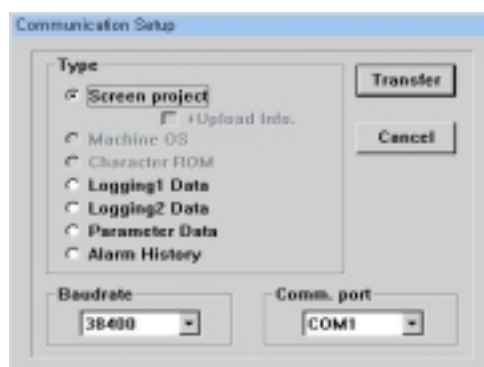 Communication Setup
Type
Screen project
+Upload Info.
Machine OS
Character ROM
Logging1 Data
Logging2 Data
Parameter Data
Alarm History
Transfer
Cancel
Baudrate
38400
Comm. port
COM1